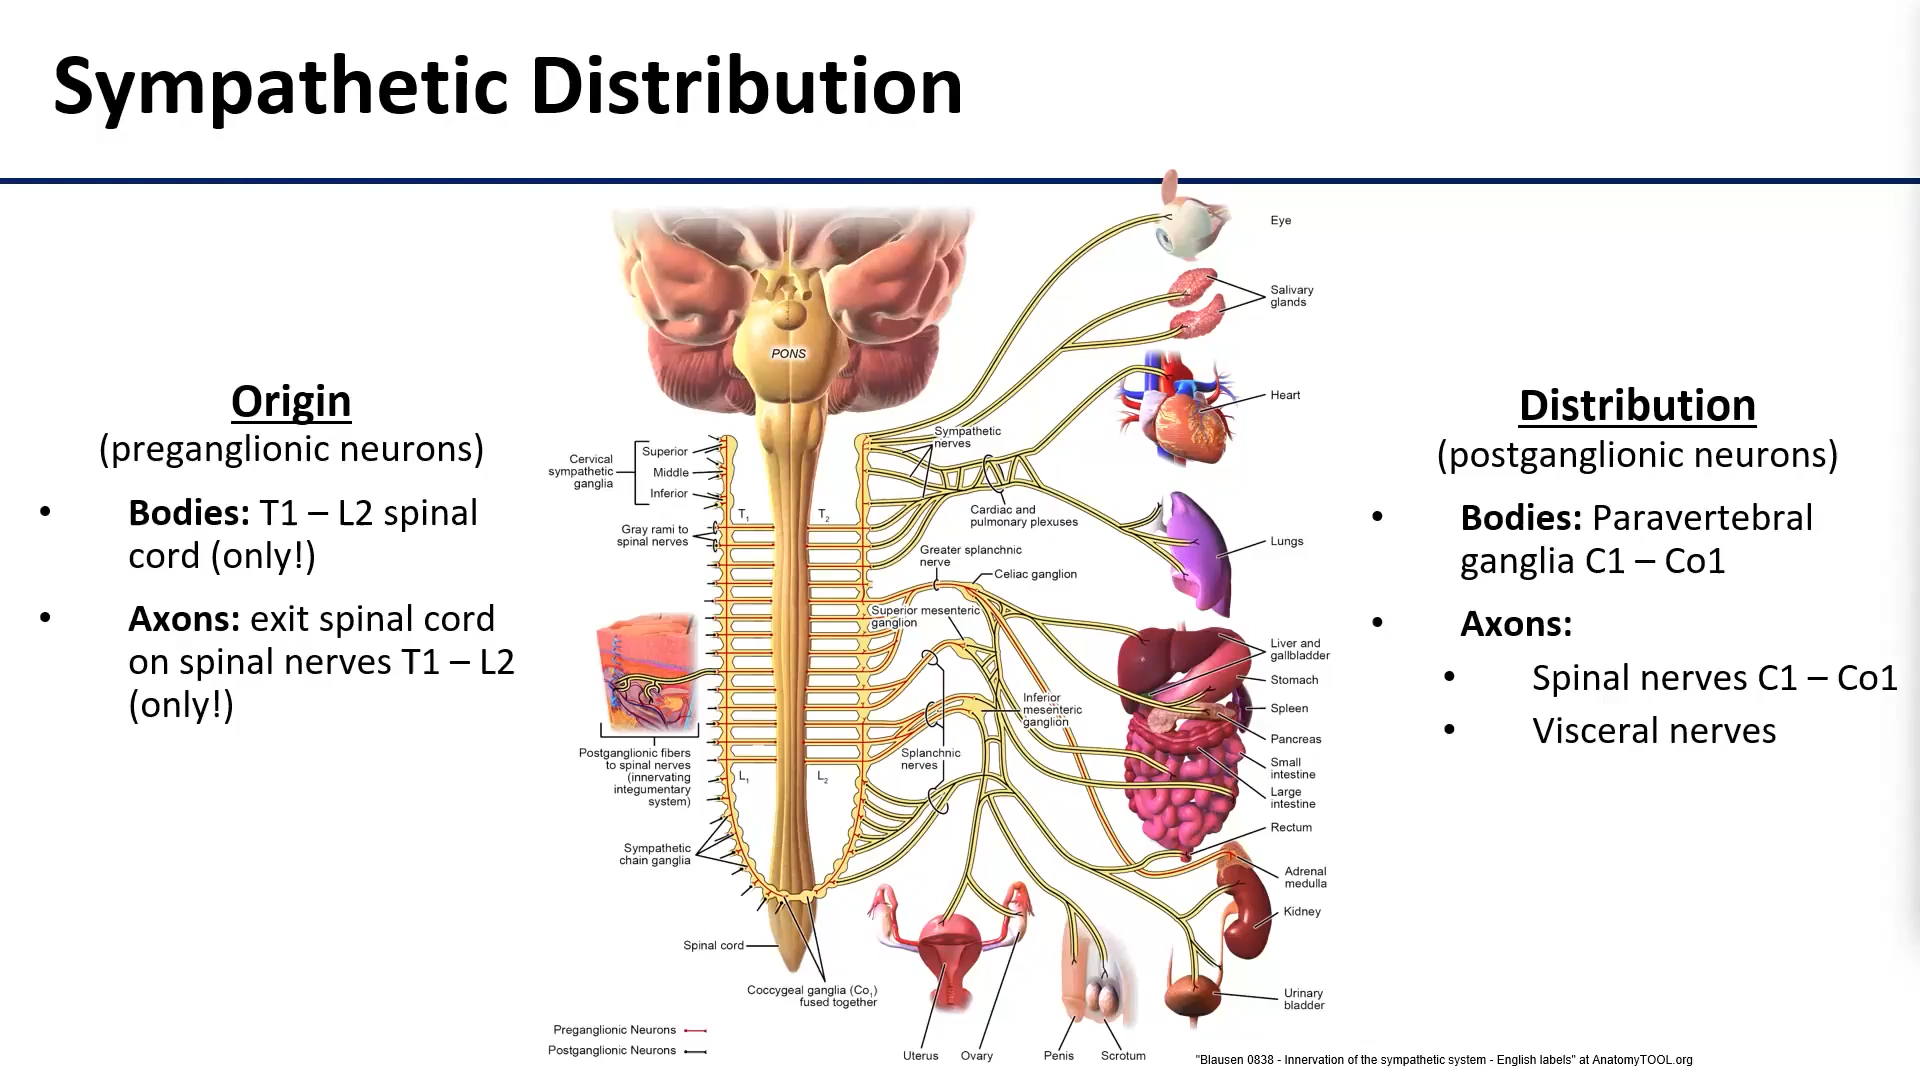 Sympathetic Distribution
Origin
(preganglionic neurons)
• Bodies: T1 – L2 spinal
cord (only!)
• Axons: exit spinal cord
on spinal nerves T1 – L2
(only!)
PONS
Cervical
sympathetic
ganglia
Superior
Middle
Inferior
Gray rami to
spinal nerves
T1
T2
Postganglionic fibers
to spinal nerves
(innervating
integumentary
system)
L1
L2
Sympathetic
chain ganglia
Spinal cord
Coccygeal ganglia (Co1)
fused together
Preganglionic Neurons
Postganglionic Neurons
Sympathetic
nerves
Cardiac and
pulmonary plexuses
Greater splanchnic
nerve
Celiac ganglion
Superior mesenteric
ganglion
Inferior
mesenteric
ganglion
Splanchnic
nerves
Eye
Salivary
glands
Heart
Lungs
Liver and
gallbladder
Stomach
Spleen
Pancreas
Small
intestine
Large
intestine
Rectum
Adrenal
medulla
Kidney
Urinary
bladder
Uterus
Ovary
Penis
Scrotum
Distribution
(postganglionic neurons)
• Bodies: Paravertebral
ganglia C1 – Co1
• Axons:
• Spinal nerves C1 – Co1
• Visceral nerves
"Blausen 0838 - Innervation of the sympathetic system - English labels" at AnatomyTOOL.org